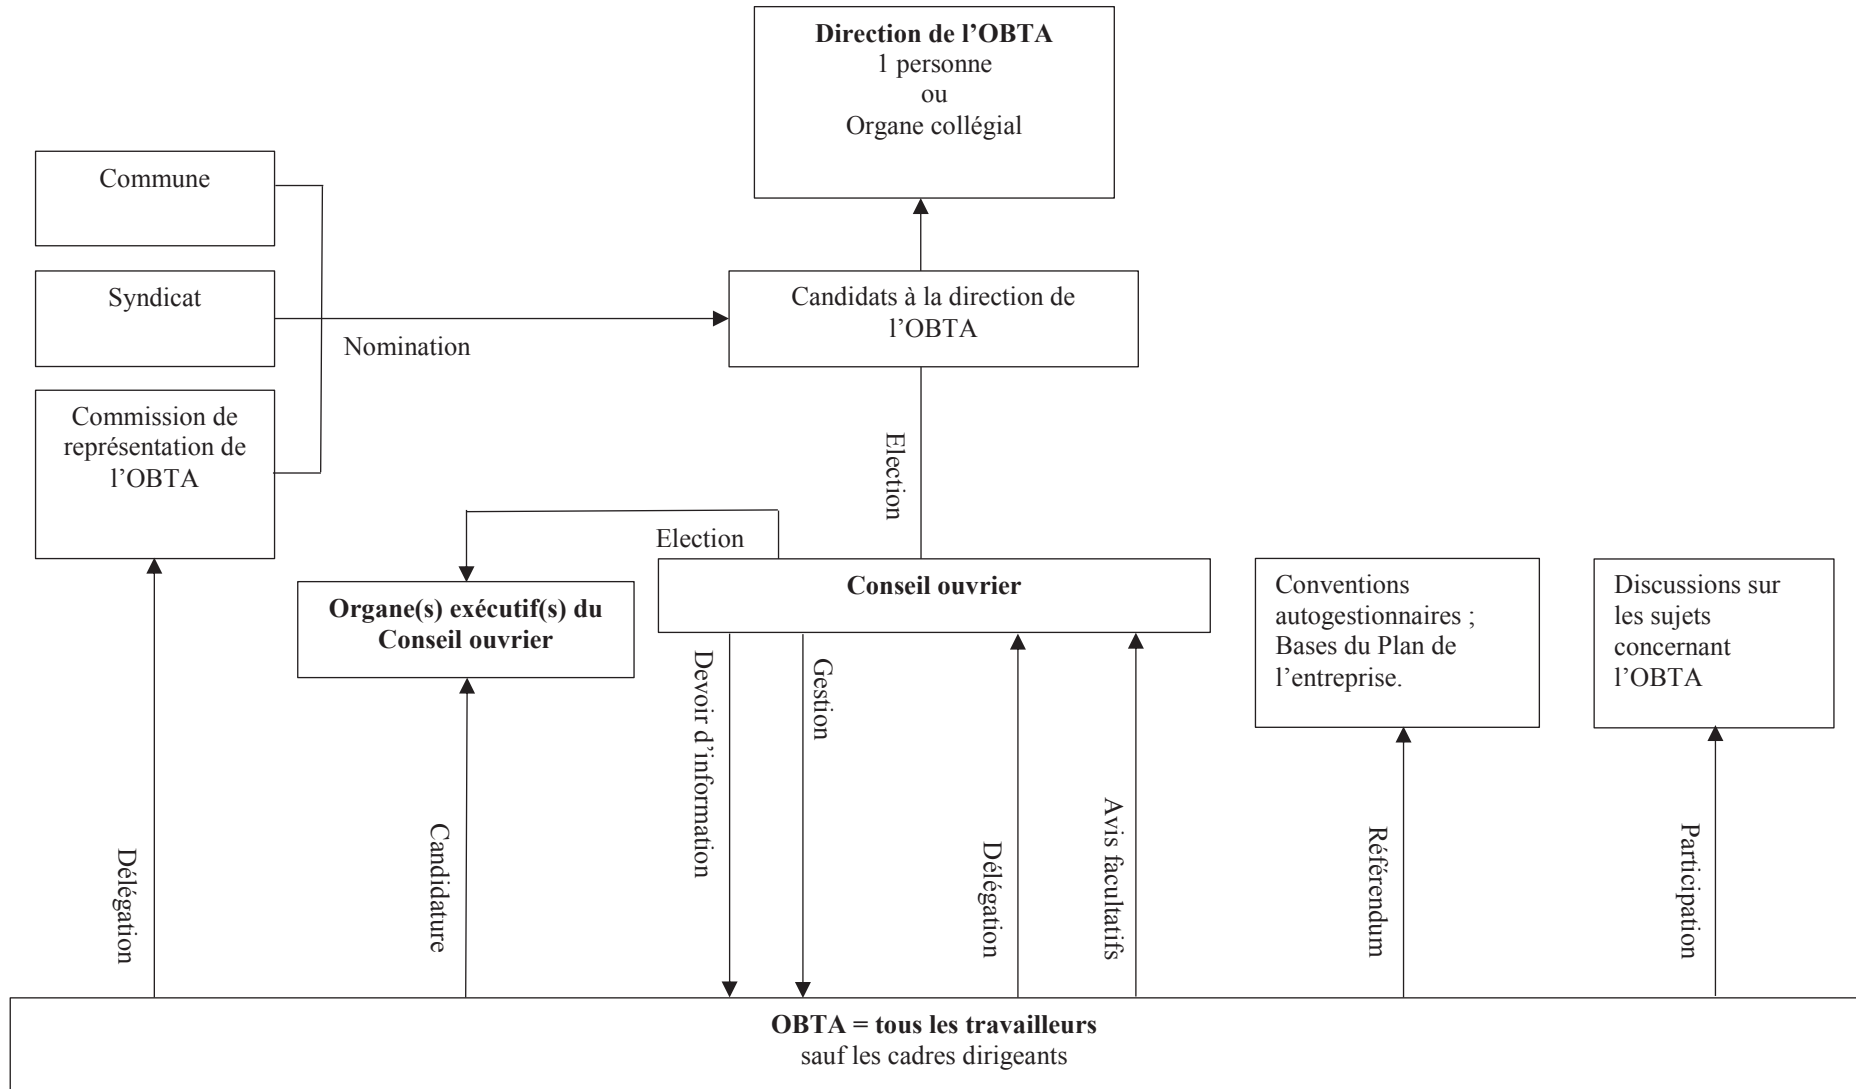 Direction de l’OBTA
1 personne
ou
Organe collégial
Commune
Syndicat
Nomination
Candidats à la direction de
l’OBTA
Commission de
représentation de
l’OBTA
Election
Election
Organe(s) exécutif(s) du
Conseil ouvrier
Conseil ouvrier
Conventions
autogestionnaires ;
Bases du Plan de
l’entreprise.
Discussions sur
les sujets
concernant
l’OBTA
Délégation
Candidature
Devoir d’information
Gestion
Délégation
Avis facultatifs
Référendum
Participation
OBTA = tous les travailleurs
sauf les cadres dirigeants